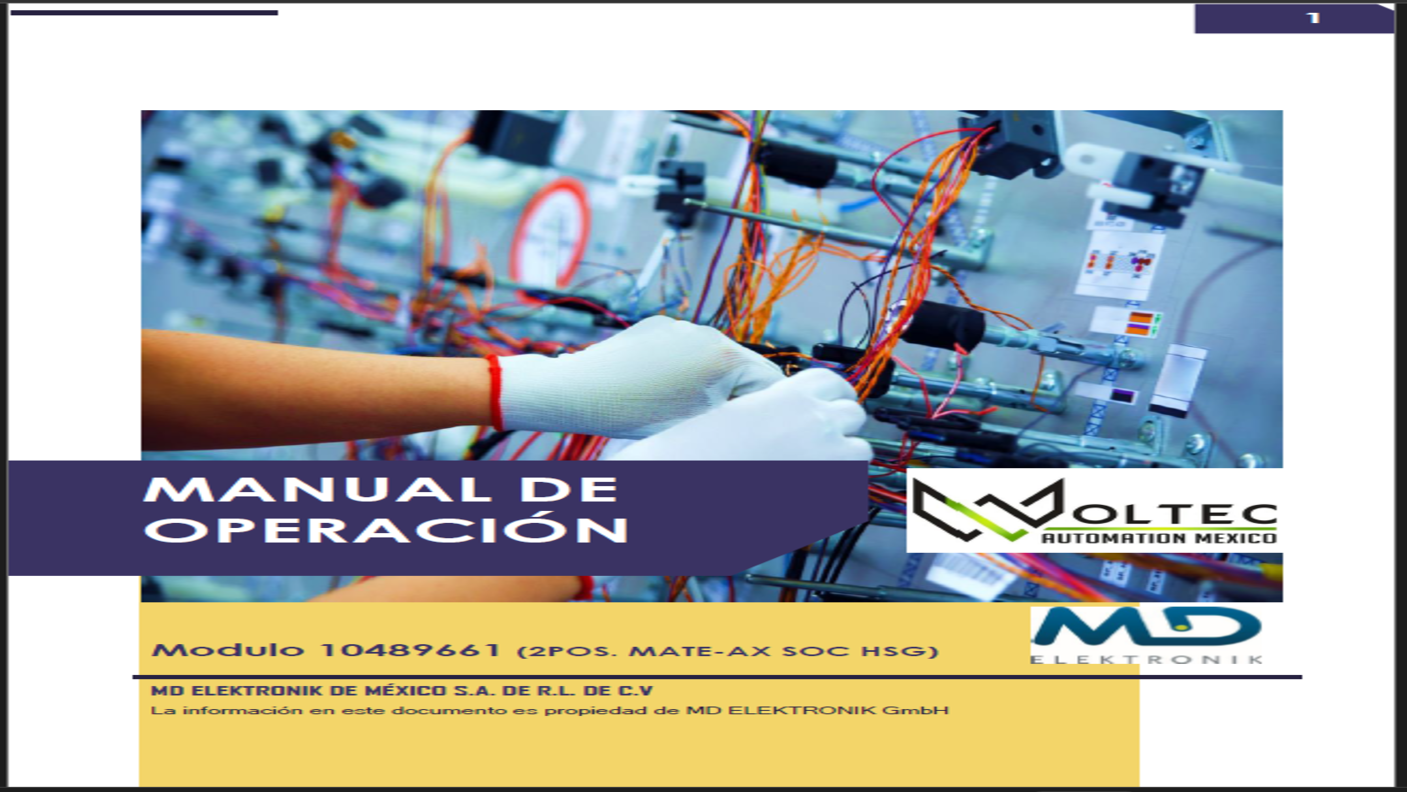 1
MANUAL DE
OPERACIÓN
WOLTEC
AUTOMATION MEXICO
MD
ELEKTRONIK
Modulo 10489661 (2POS. MATE-AX SOC HSG)
MD ELEKTRONIK DE MÉXICO S.A. DE R.L. DE C.V
La información en este documento es propiedad de MD ELEKTRONIK GmbH